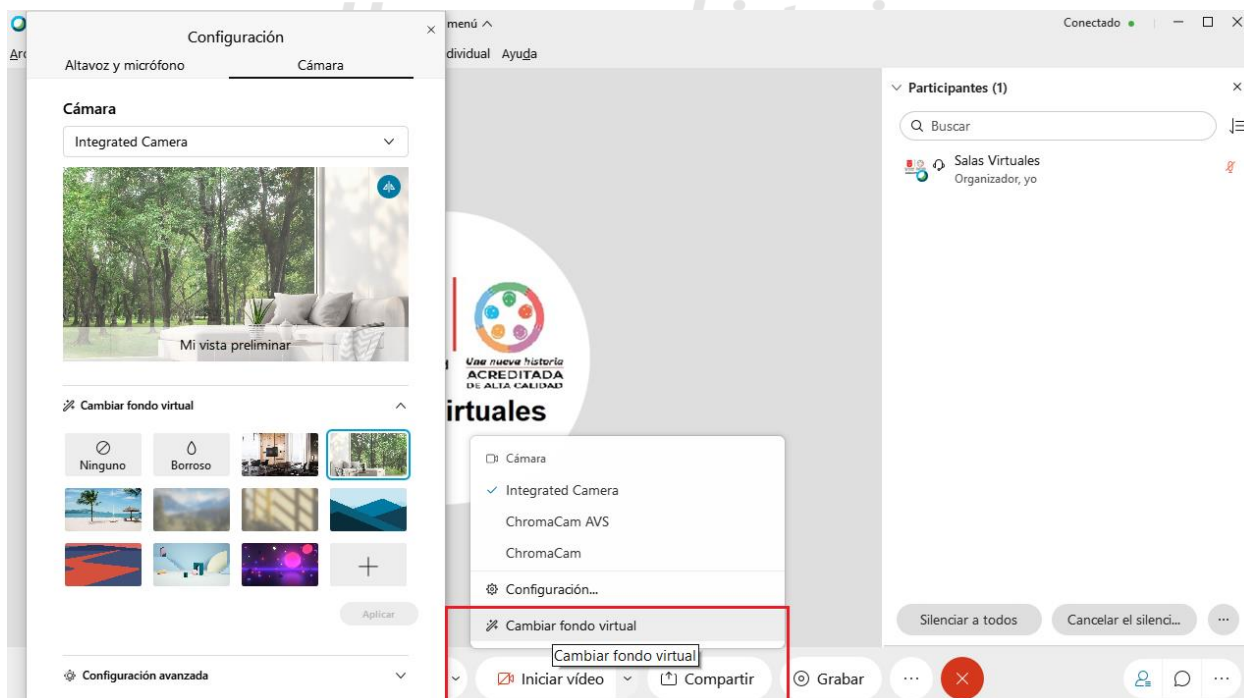 menú
Conectado
dividual Ayuda
Configuración
Altavoz y micrófono Cámara
Cámara
Integrated Camera
Mi vista preliminar
Cambiar fondo virtual
Ninguno Borroso
Aplicar
Configuración avanzada
Una nueva historia
ACREDITADA
DE ALTA CALIDAD
irtuales
Cámara
Integrated Camera
ChromaCam AVS
ChromaCam
Configuración...
Cambiar fondo virtual
Cambiar fondo virtual
Iniciar vídeo Compartir Grabar
Participantes (1)
Buscar
Salas Virtuales
Organizador, yo
Silenciar a todos Cancelar el silenci...